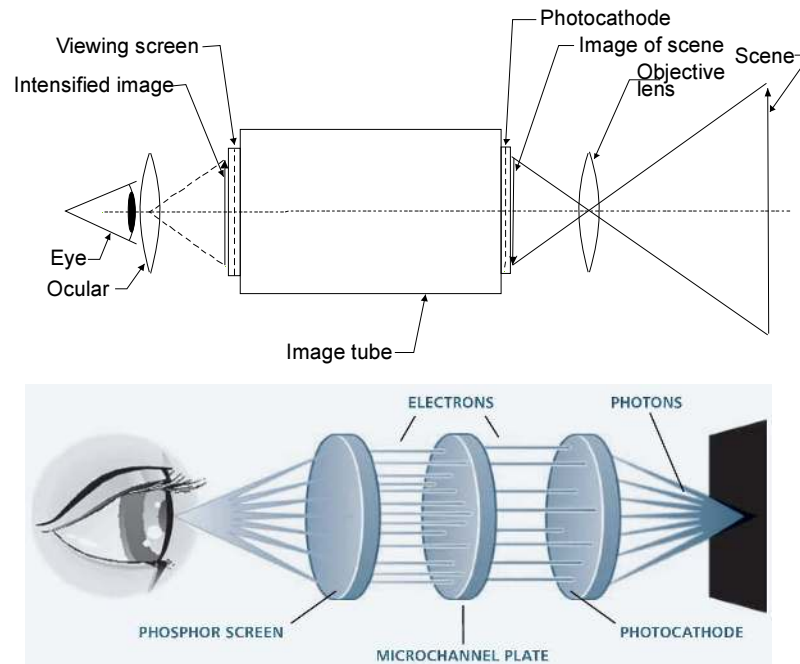 Photocathode
Viewing screen
Image of scene
Scene
Intensified image
Objective
lens
Eye
Ocular
Image tube
ELECTRONS
PHOTONS
PHOSPHOR SCREEN
PHOTOCATHODE
MICROCHANNEL PLATE